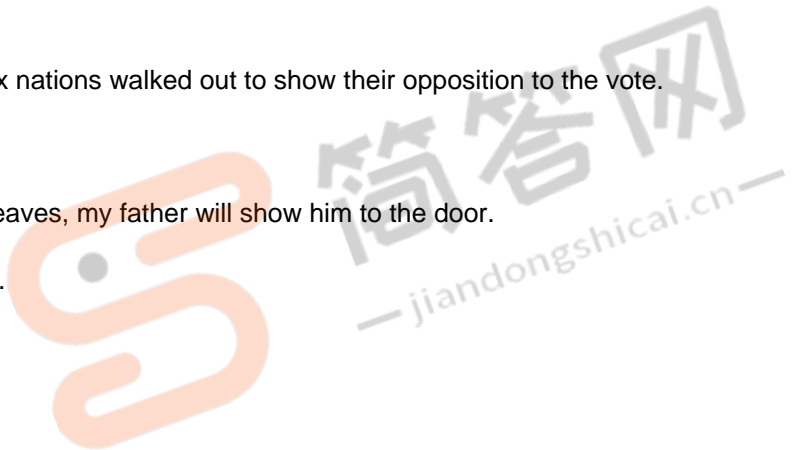 x nations walked out to show their opposition to the vote.
简答网
jiandongshicai.cn
eaves, my father will show him to the door.
.